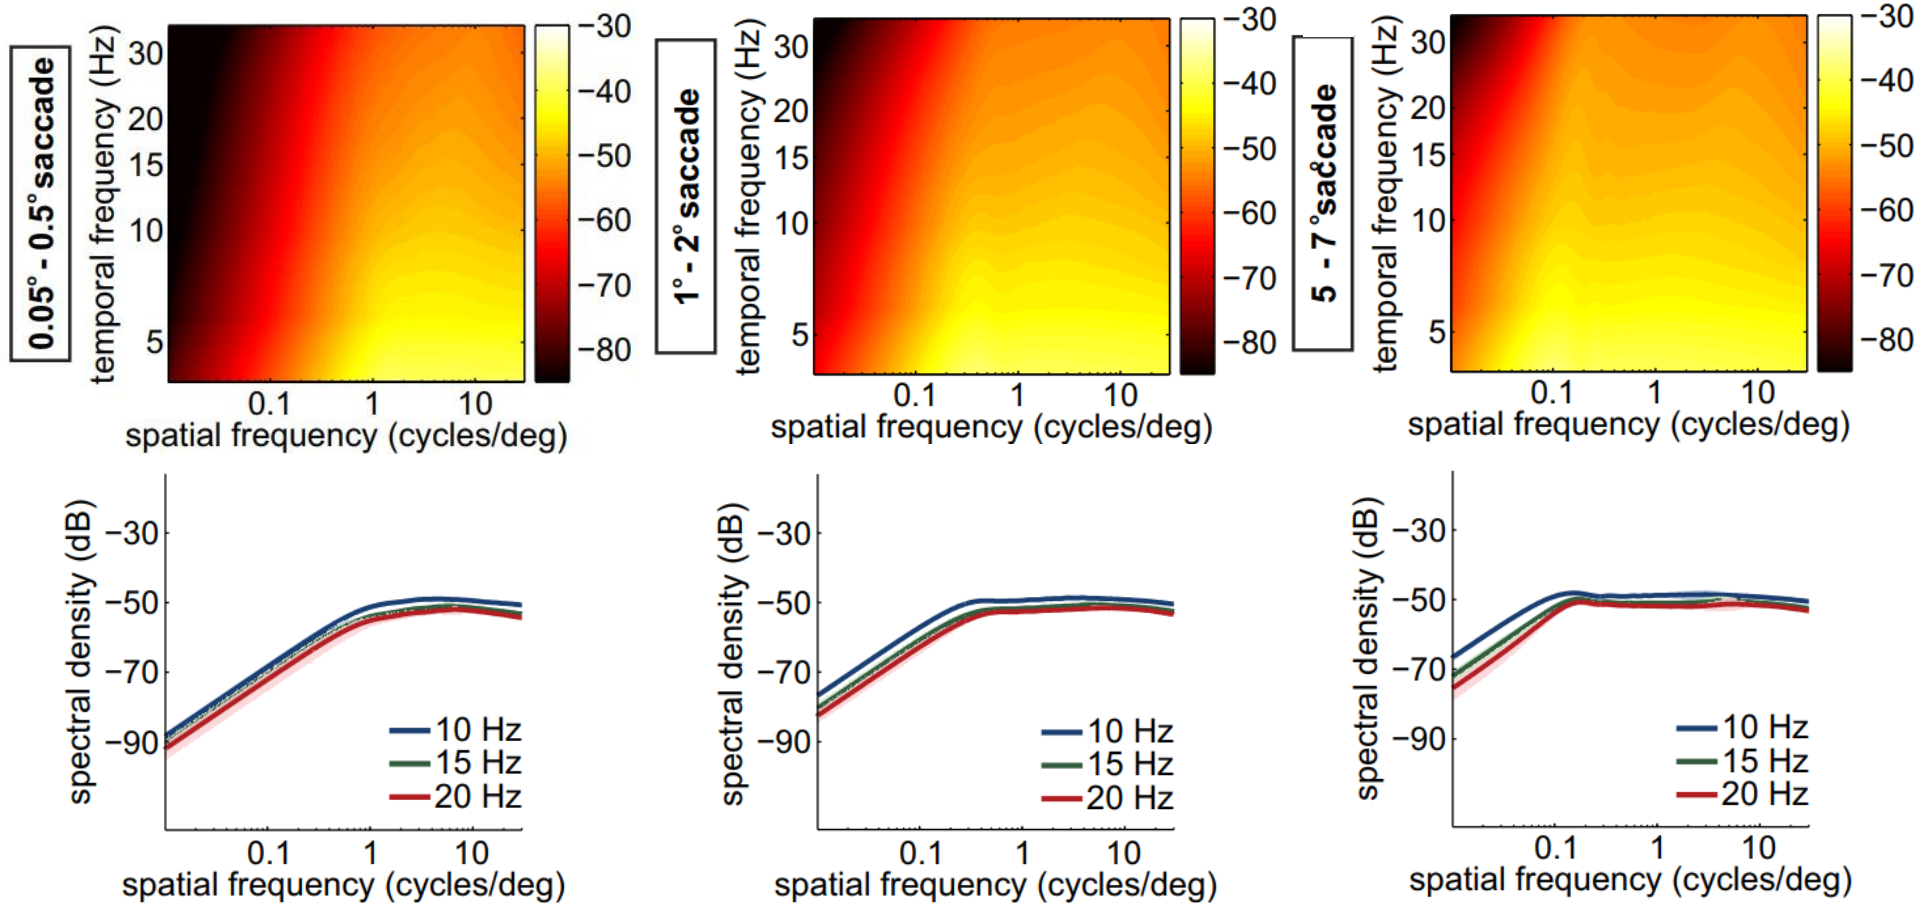 0.05° - 0.5° saccade
temporal frequency (Hz)
30
20
15
10
5
0.1 1 10
spatial frequency (cycles/deg)
−30
−40
−50
−60
−70
−80
1° - 2° saccade
temporal frequency (Hz)
30
20
15
10
5
0.1 1 10
spatial frequency (cycles/deg)
−30
−40
−50
−60
−70
−80
5 - 7° saccade
temporal frequency (Hz)
30
20
15
10
5
0.1 1 10
spatial frequency (cycles/deg)
−30
−40
−50
−60
−70
−80
spectral density (dB)
−30
−50
−70
−90
10 Hz
15 Hz
20 Hz
0.1 1 10
spatial frequency (cycles/deg)
spectral density (dB)
−30
−50
−70
−90
10 Hz
15 Hz
20 Hz
0.1 1 10
spatial frequency (cycles/deg)
spectral density (dB)
−30
−50
−70
−90
10 Hz
15 Hz
20 Hz
0.1 1 10
spatial frequency (cycles/deg)